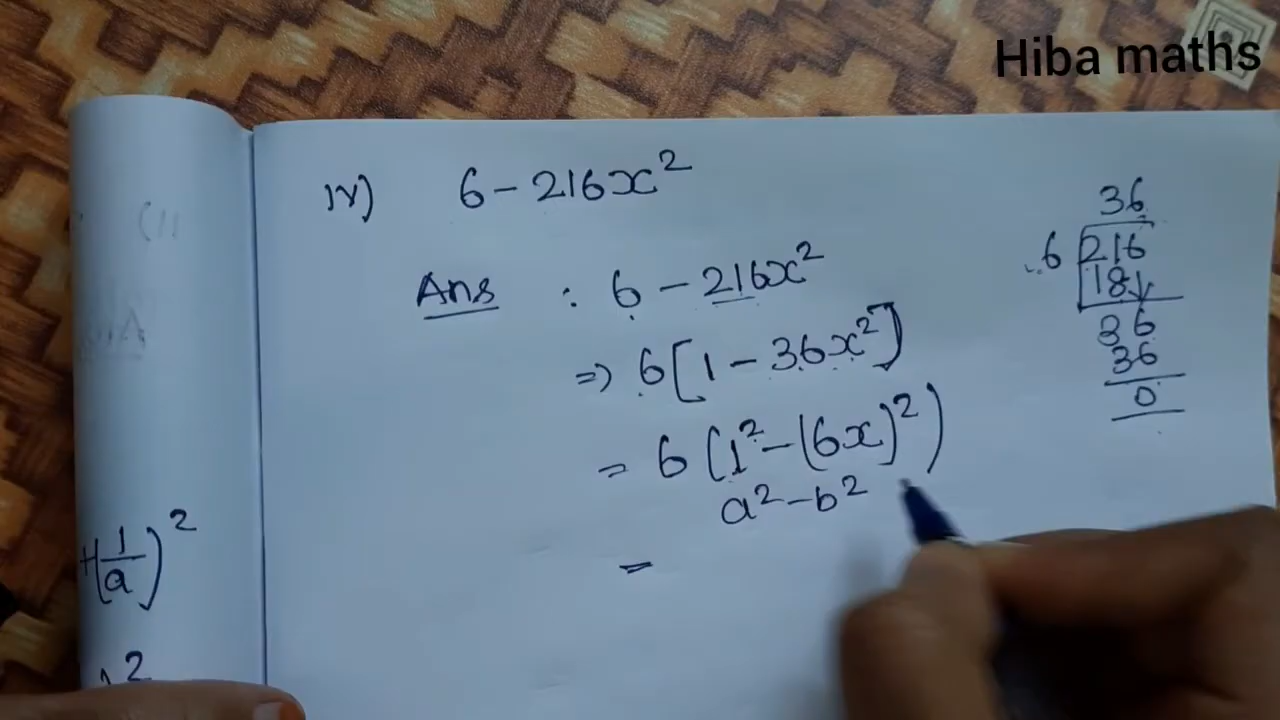 Hiba maths
IV) 6 - 216x²
Ans : 6 - 216x²
⇒ 6[1 - 36x²]
= 6(1² - (6x)²)
a² - b²
=
36
6 216
18↓
36
36
0
+(1/a)²
2